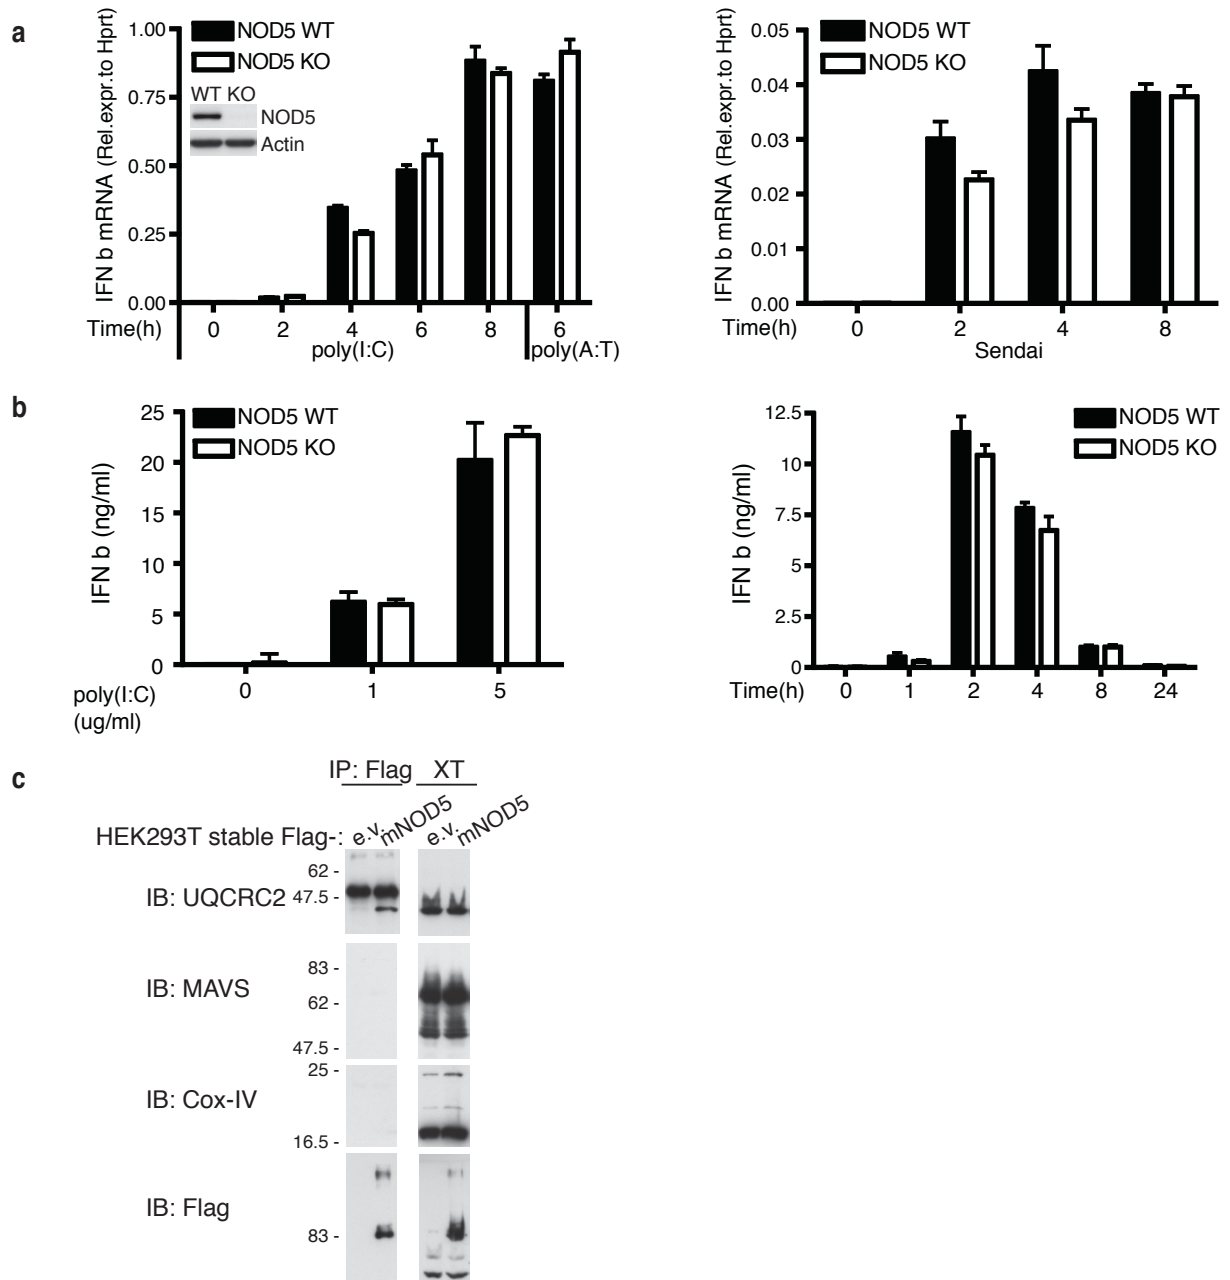 a
IFN b mRNA (Rel.expr.to Hprt)
1.00
0.75
0.50
0.25
0.00
NOD5 WT
NOD5 KO
WT KO
NOD5
Actin
Time(h) 0 2 4 6 8 6
poly(I:C) poly(A:T)
IFN b mRNA (Rel.expr.to Hprt)
0.05
0.04
0.03
0.02
0.01
0.00
NOD5 WT
NOD5 KO
Time(h) 0 2 4 8
Sendai
b
IFN b (ng/ml)
25
20
15
10
5
0
NOD5 WT
NOD5 KO
poly(I:C) 0 1 5
(ug/ml)
IFN b (ng/ml)
12.5
10
7.5
5
2.5
0
NOD5 WT
NOD5 KO
Time(h) 0 1 2 4 8 24
c
IP: Flag XT
HEK293T stable Flag-: e.v. mNOD5 e.v. mNOD5
62 -
IB: UQCRC2 47.5 -
83 -
IB: MAVS
62 -
47.5 -
25 -
IB: Cox-IV
16.5 -
IB: Flag
83 -